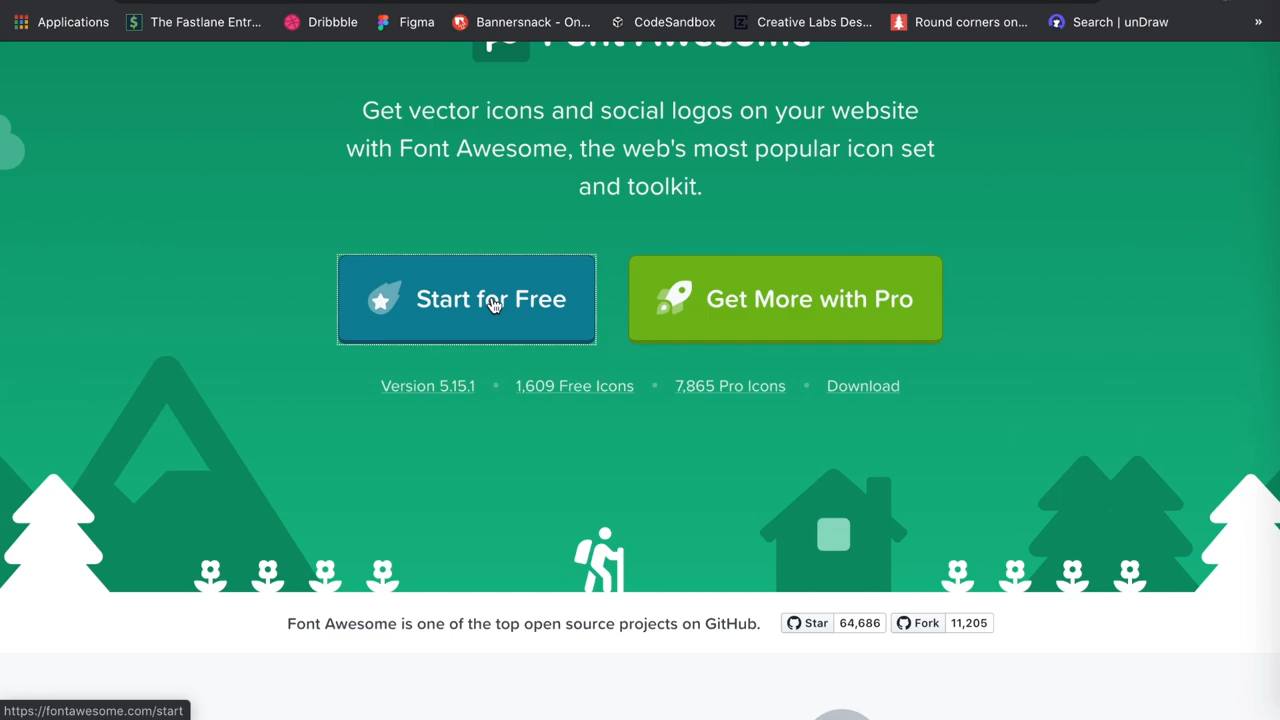 Applications The Fastlane Entr... Dribbble Figma Bannersnack - On... CodeSandbox Creative Labs Des... Round corners on... Search | unDraw »
Font Awesome
Get vector icons and social logos on your website
with Font Awesome, the web's most popular icon set
and toolkit.
Start for Free Get More with Pro
Version 5.15.1 • 1,609 Free Icons • 7,865 Pro Icons • Download
Font Awesome is one of the top open source projects on GitHub. Star 64,686 Fork 11,205
https://fontawesome.com/start